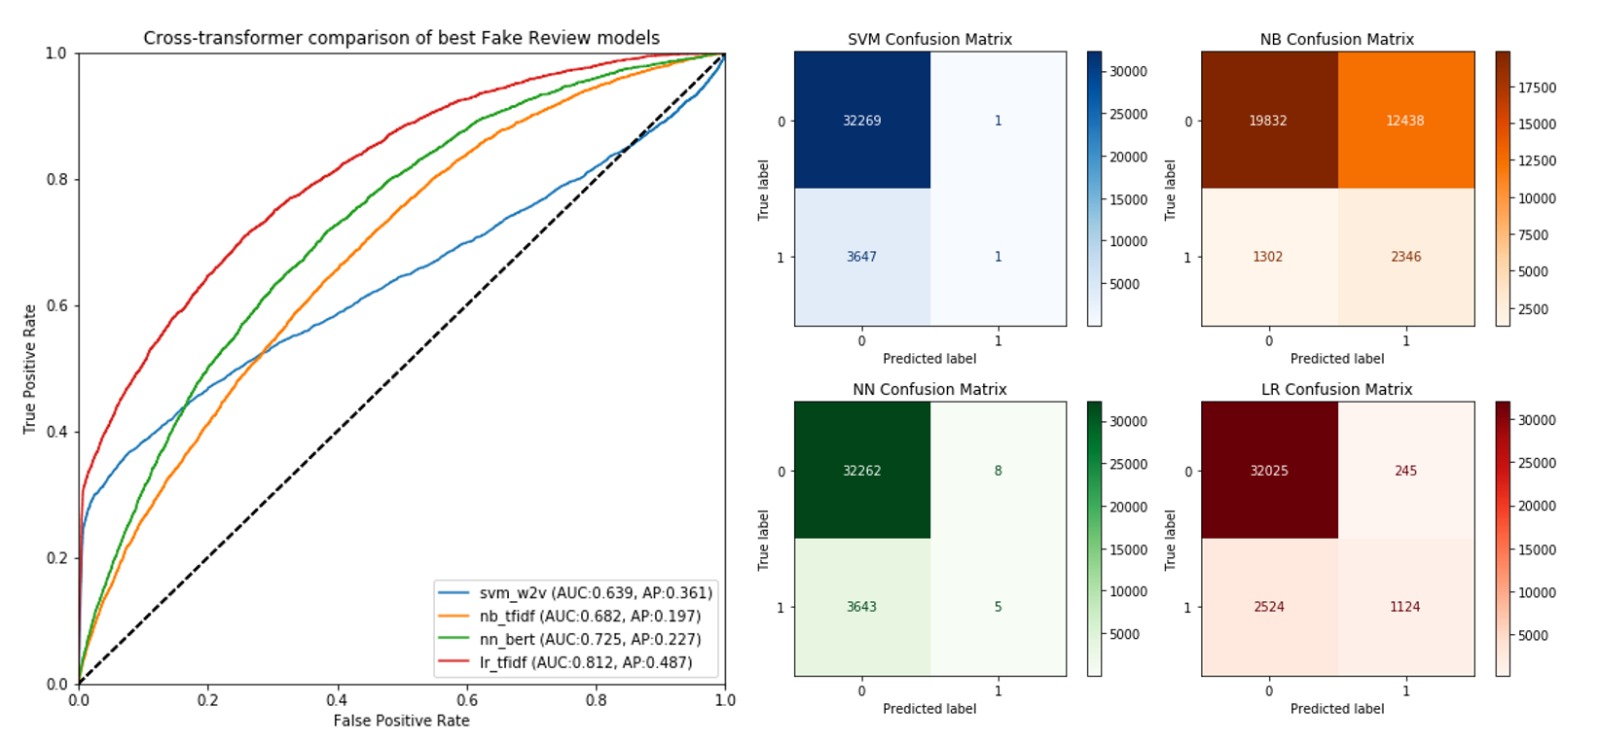 Cross-transformer comparison of best Fake Review models
1.0
0.8
0.6
0.4
0.2
0.0
True Positive Rate
0.0 0.2 0.4 0.6 0.8 1.0
False Positive Rate
svm_w2v (AUC:0.639, AP:0.361)
nb_tfidf (AUC:0.682, AP:0.197)
nn_bert (AUC:0.725, AP:0.227)
lr_tfidf (AUC:0.812, AP:0.487)
SVM Confusion Matrix
True label
0
1
32269 1
3647 1
0 1
Predicted label
30000
25000
20000
15000
10000
5000
NB Confusion Matrix
True label
0
1
19832 12438
1302 2346
0 1
Predicted label
17500
15000
12500
10000
7500
5000
2500
NN Confusion Matrix
True label
0
1
32262 8
3643 5
0 1
Predicted label
30000
25000
20000
15000
10000
5000
LR Confusion Matrix
True label
0
1
32025 245
2524 1124
0 1
Predicted label
30000
25000
20000
15000
10000
5000